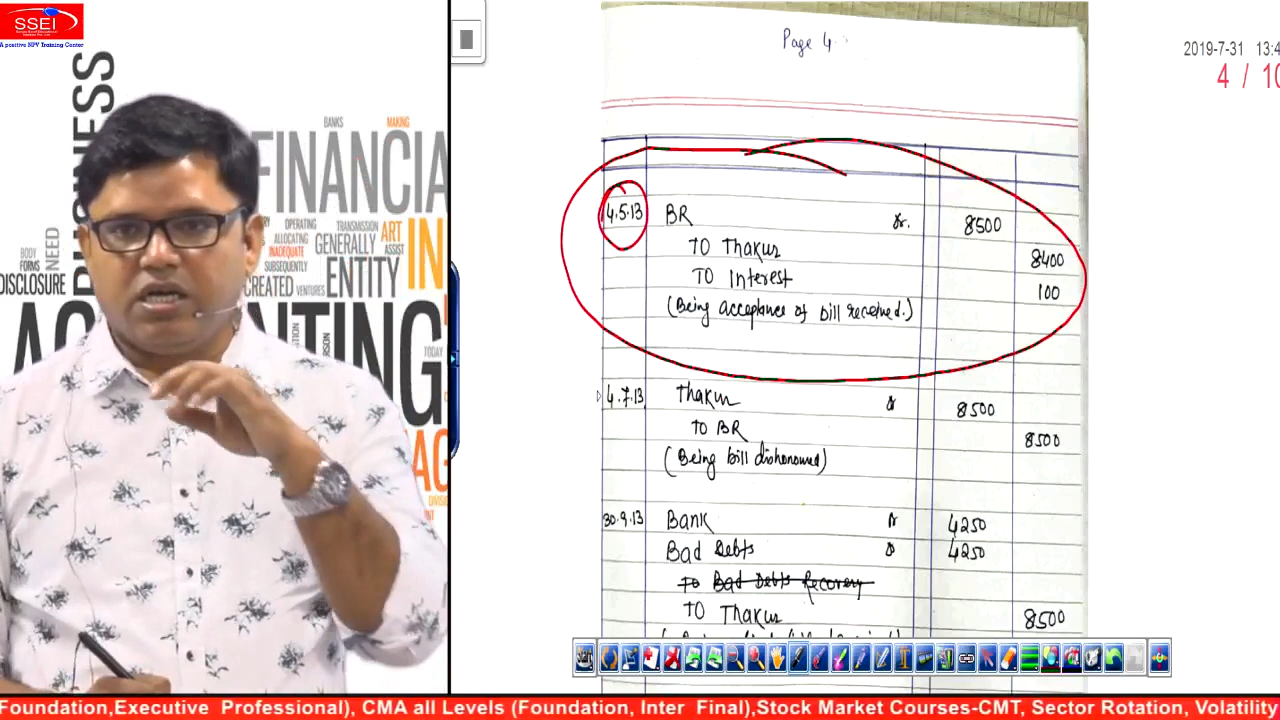 SSEI
A positive NPV Training Center
BUSINESS
FINANCIA
BANKS
MAKING
OPERATING
TRANSMISSION
ALLOCATING
GENERALLY
ART
INADEQUATE
ASSIST
SUBSEQUENTLY
ENTITY
CREATED
VENTURES
BODY
FORMS
NEED
DISCLOSURE
IN
TODAY
Page 4
2019-7-31 13:4
4 / 10
4.5.13 BR Dr. 8500
TO Thakur 8400
TO Interest 100
(Being acceptance of bill received.)
4.7.13 Thakur Dr 8500
TO BR 8500
(Being bill dishonoured)
30.9.13 Bank Dr 4250
Bad Debts Dr 4250
To Bad Debts Recovery
TO Thakur 8500
Foundation,Executive Professional), CMA all Levels (Foundation, Inter Final),Stock Market Courses-CMT, Sector Rotation, Volatility